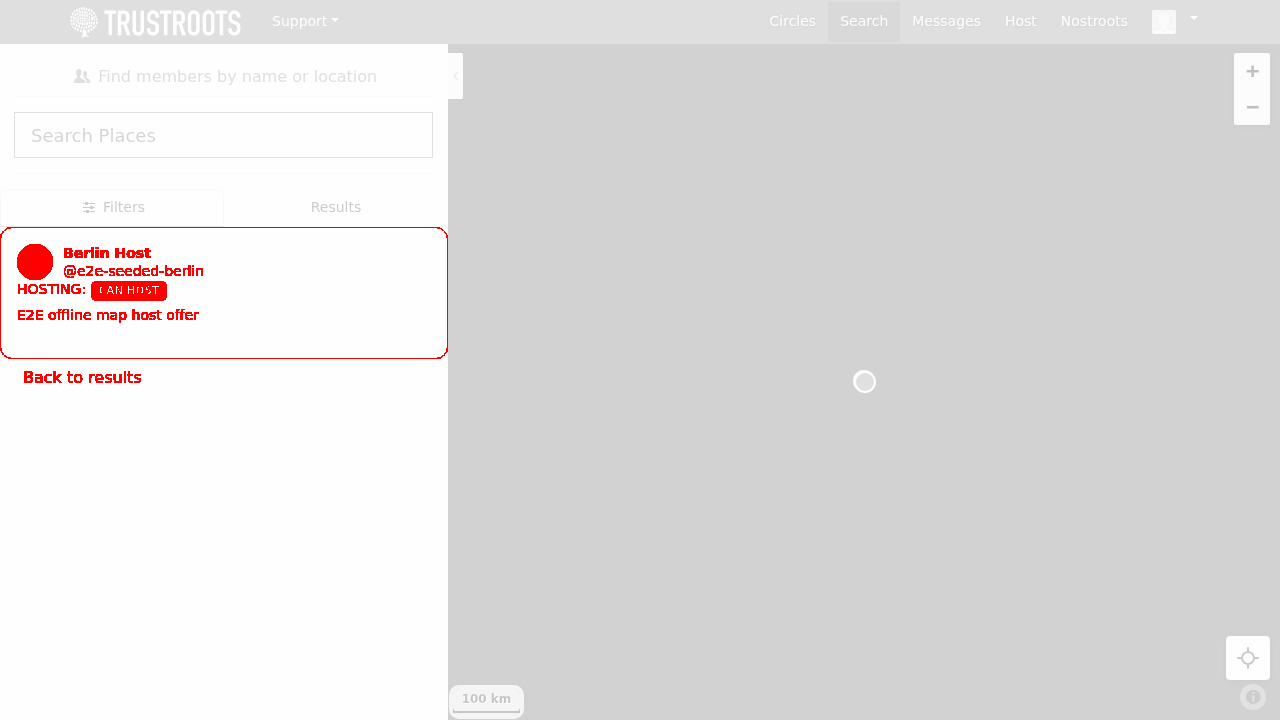 TRUSTROOTS
Support
Circles
Search
Messages
Host
Nostroots
Find members by name or location
Search Places
Filters
Results
Berlin Host
@e2e-seeded-berlin
HOSTING: CAN HOST
E2E offline map host offer
Back to results
+
−
100 km